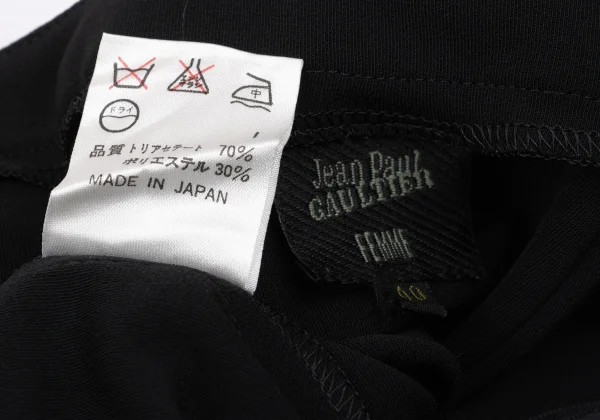 中
ドライ
品質 トリアセテート 70%
ポリエステル 30%
MADE IN JAPAN
Jean Paul
GAULTIER
FEMME
40